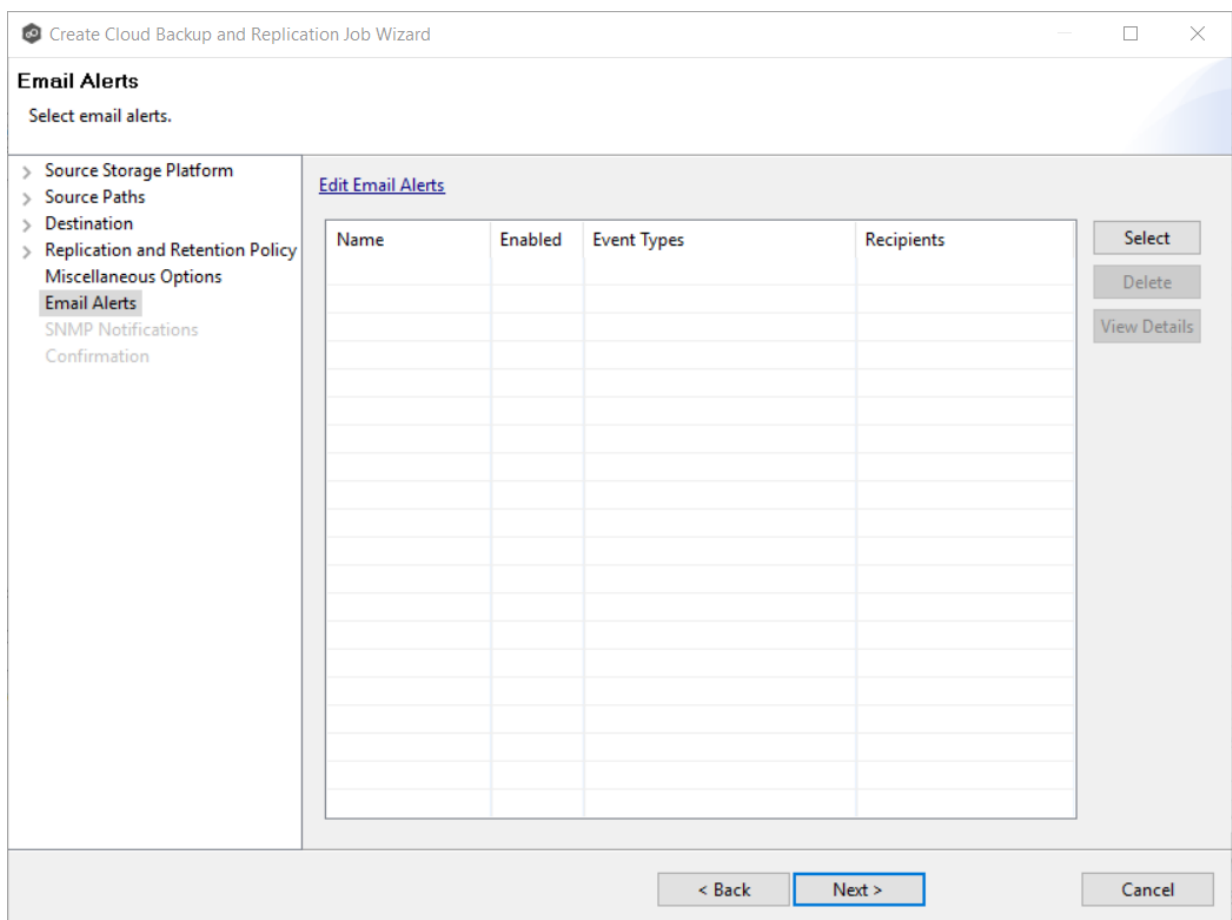 Create Cloud Backup and Replication Job Wizard
Email Alerts
Select email alerts.
Source Storage Platform
Source Paths
Destination
Replication and Retention Policy
Miscellaneous Options
Email Alerts
SNMP Notifications
Confirmation
Edit Email Alerts
Name Enabled Event Types Recipients
Select
Delete
View Details
< Back Next > Cancel